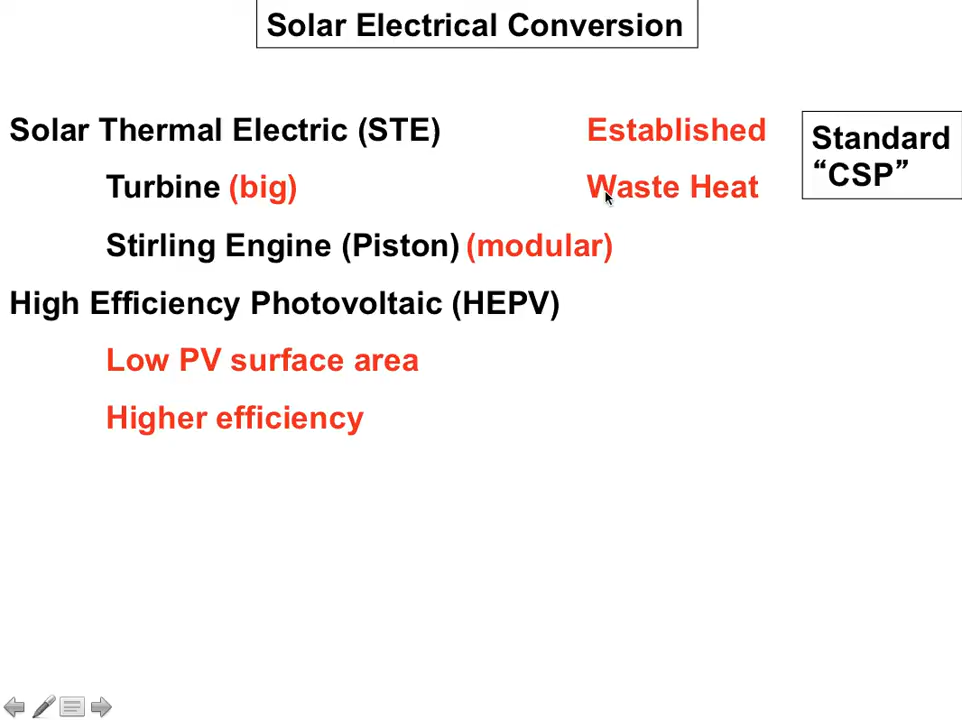 Solar Electrical Conversion
Solar Thermal Electric (STE) Established
Standard
“CSP”
Turbine (big) Waste Heat
Stirling Engine (Piston) (modular)
High Efficiency Photovoltaic (HEPV)
Low PV surface area
Higher efficiency